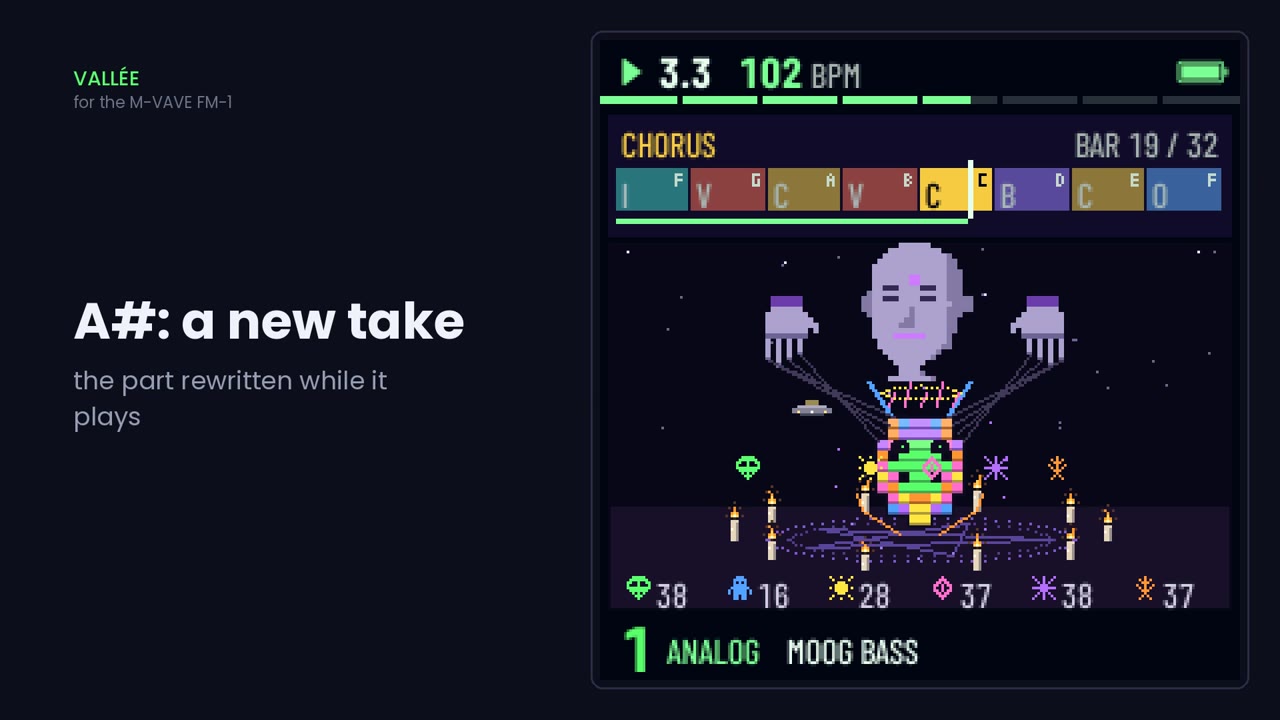 VALLÉE
for the M-VAVE FM-1
A#: a new take
the part rewritten while it
plays
3.3 102 BPM
CHORUS BAR 19 / 32
I F V G C A V B C C B D C E O F
38 16 28 37 38 37
1 ANALOG MOOG BASS